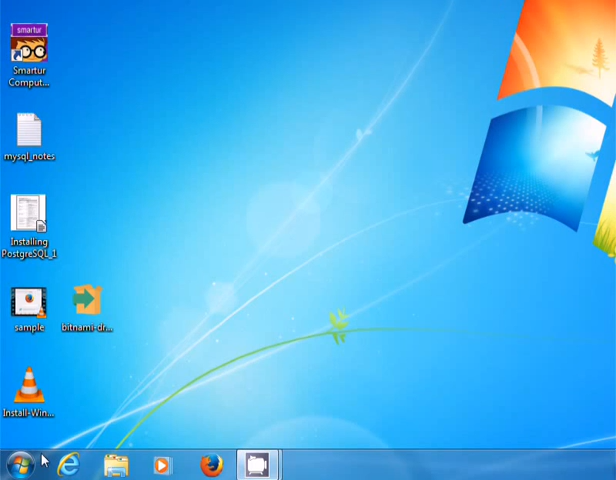 smartur
Smartur
Comput...
mysql_notes
Installing
PostgreSQL_1
sample
bitnami-dr...
Install-Win...